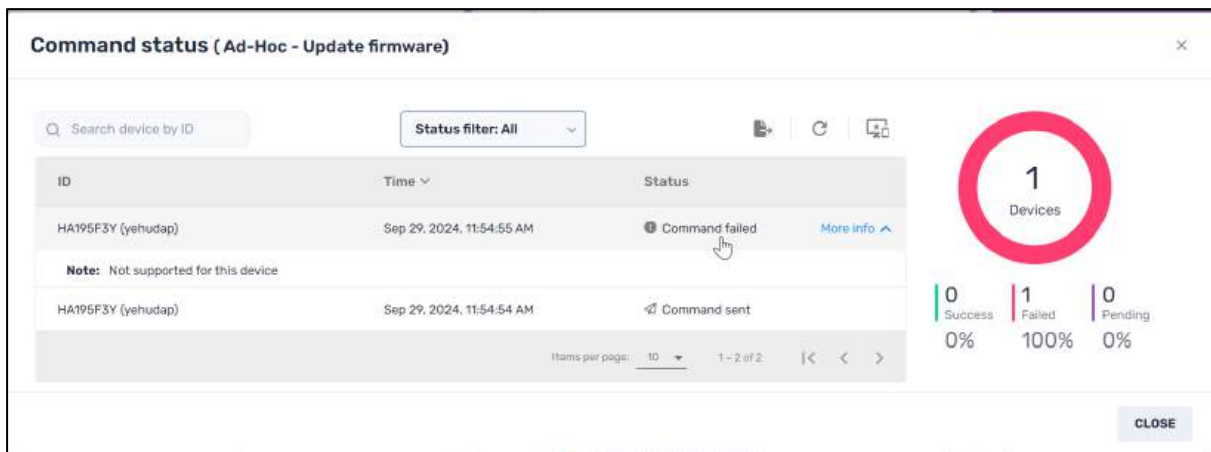 Command status ( Ad-Hoc - Update firmware)
Search device by ID
Status filter: All
ID Time Status
HA195F3Y (yehudap) Sep 29, 2024, 11:54:55 AM Command failed More info
Note: Not supported for this device
HA195F3Y (yehudap) Sep 29, 2024, 11:54:54 AM Command sent
Items per page: 10 1 – 2 of 2
1
Devices
0 1 0
Success Failed Pending
0% 100% 0%
CLOSE